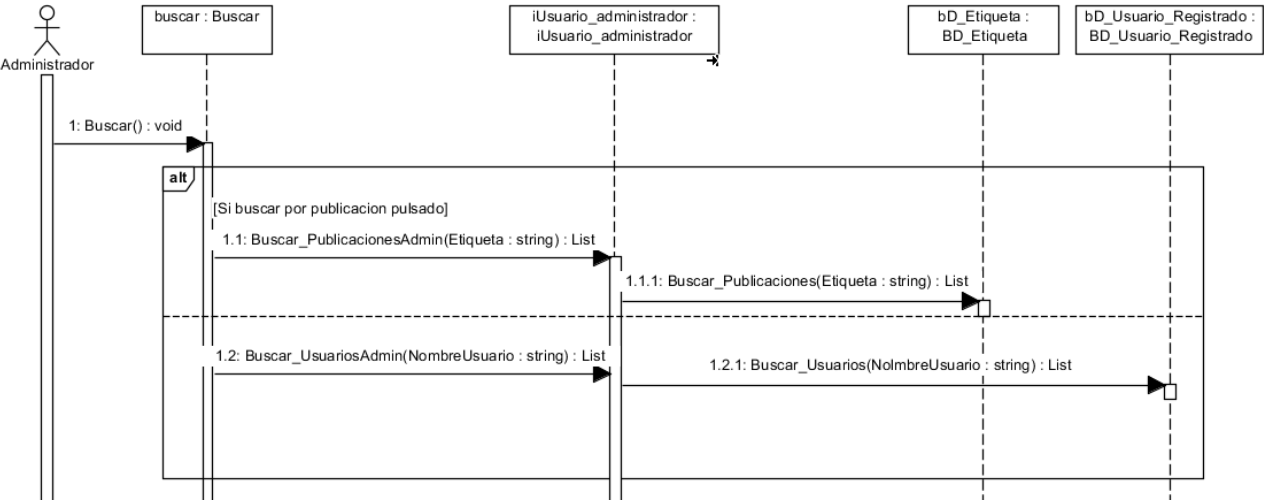 buscar : Buscar
iUsuario_administrador :
iUsuario_administrador
bD_Etiqueta :
BD_Etiqueta
bD_Usuario_Registrado :
BD_Usuario_Registrado
Administrador
1: Buscar() : void
alt
[Si buscar por publicacion pulsado]
1.1: Buscar_PublicacionesAdmin(Etiqueta : string) : List
1.1.1: Buscar_Publicaciones(Etiqueta : string) : List
1.2: Buscar_UsuariosAdmin(NombreUsuario : string) : List
1.2.1: Buscar_Usuarios(NoImbreUsuario : string) : List